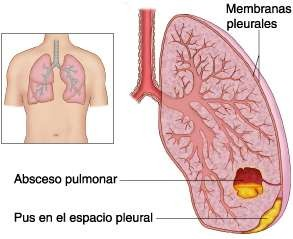 Membranas
pleurales
Absceso pulmonar
Pus en el espacio pleural